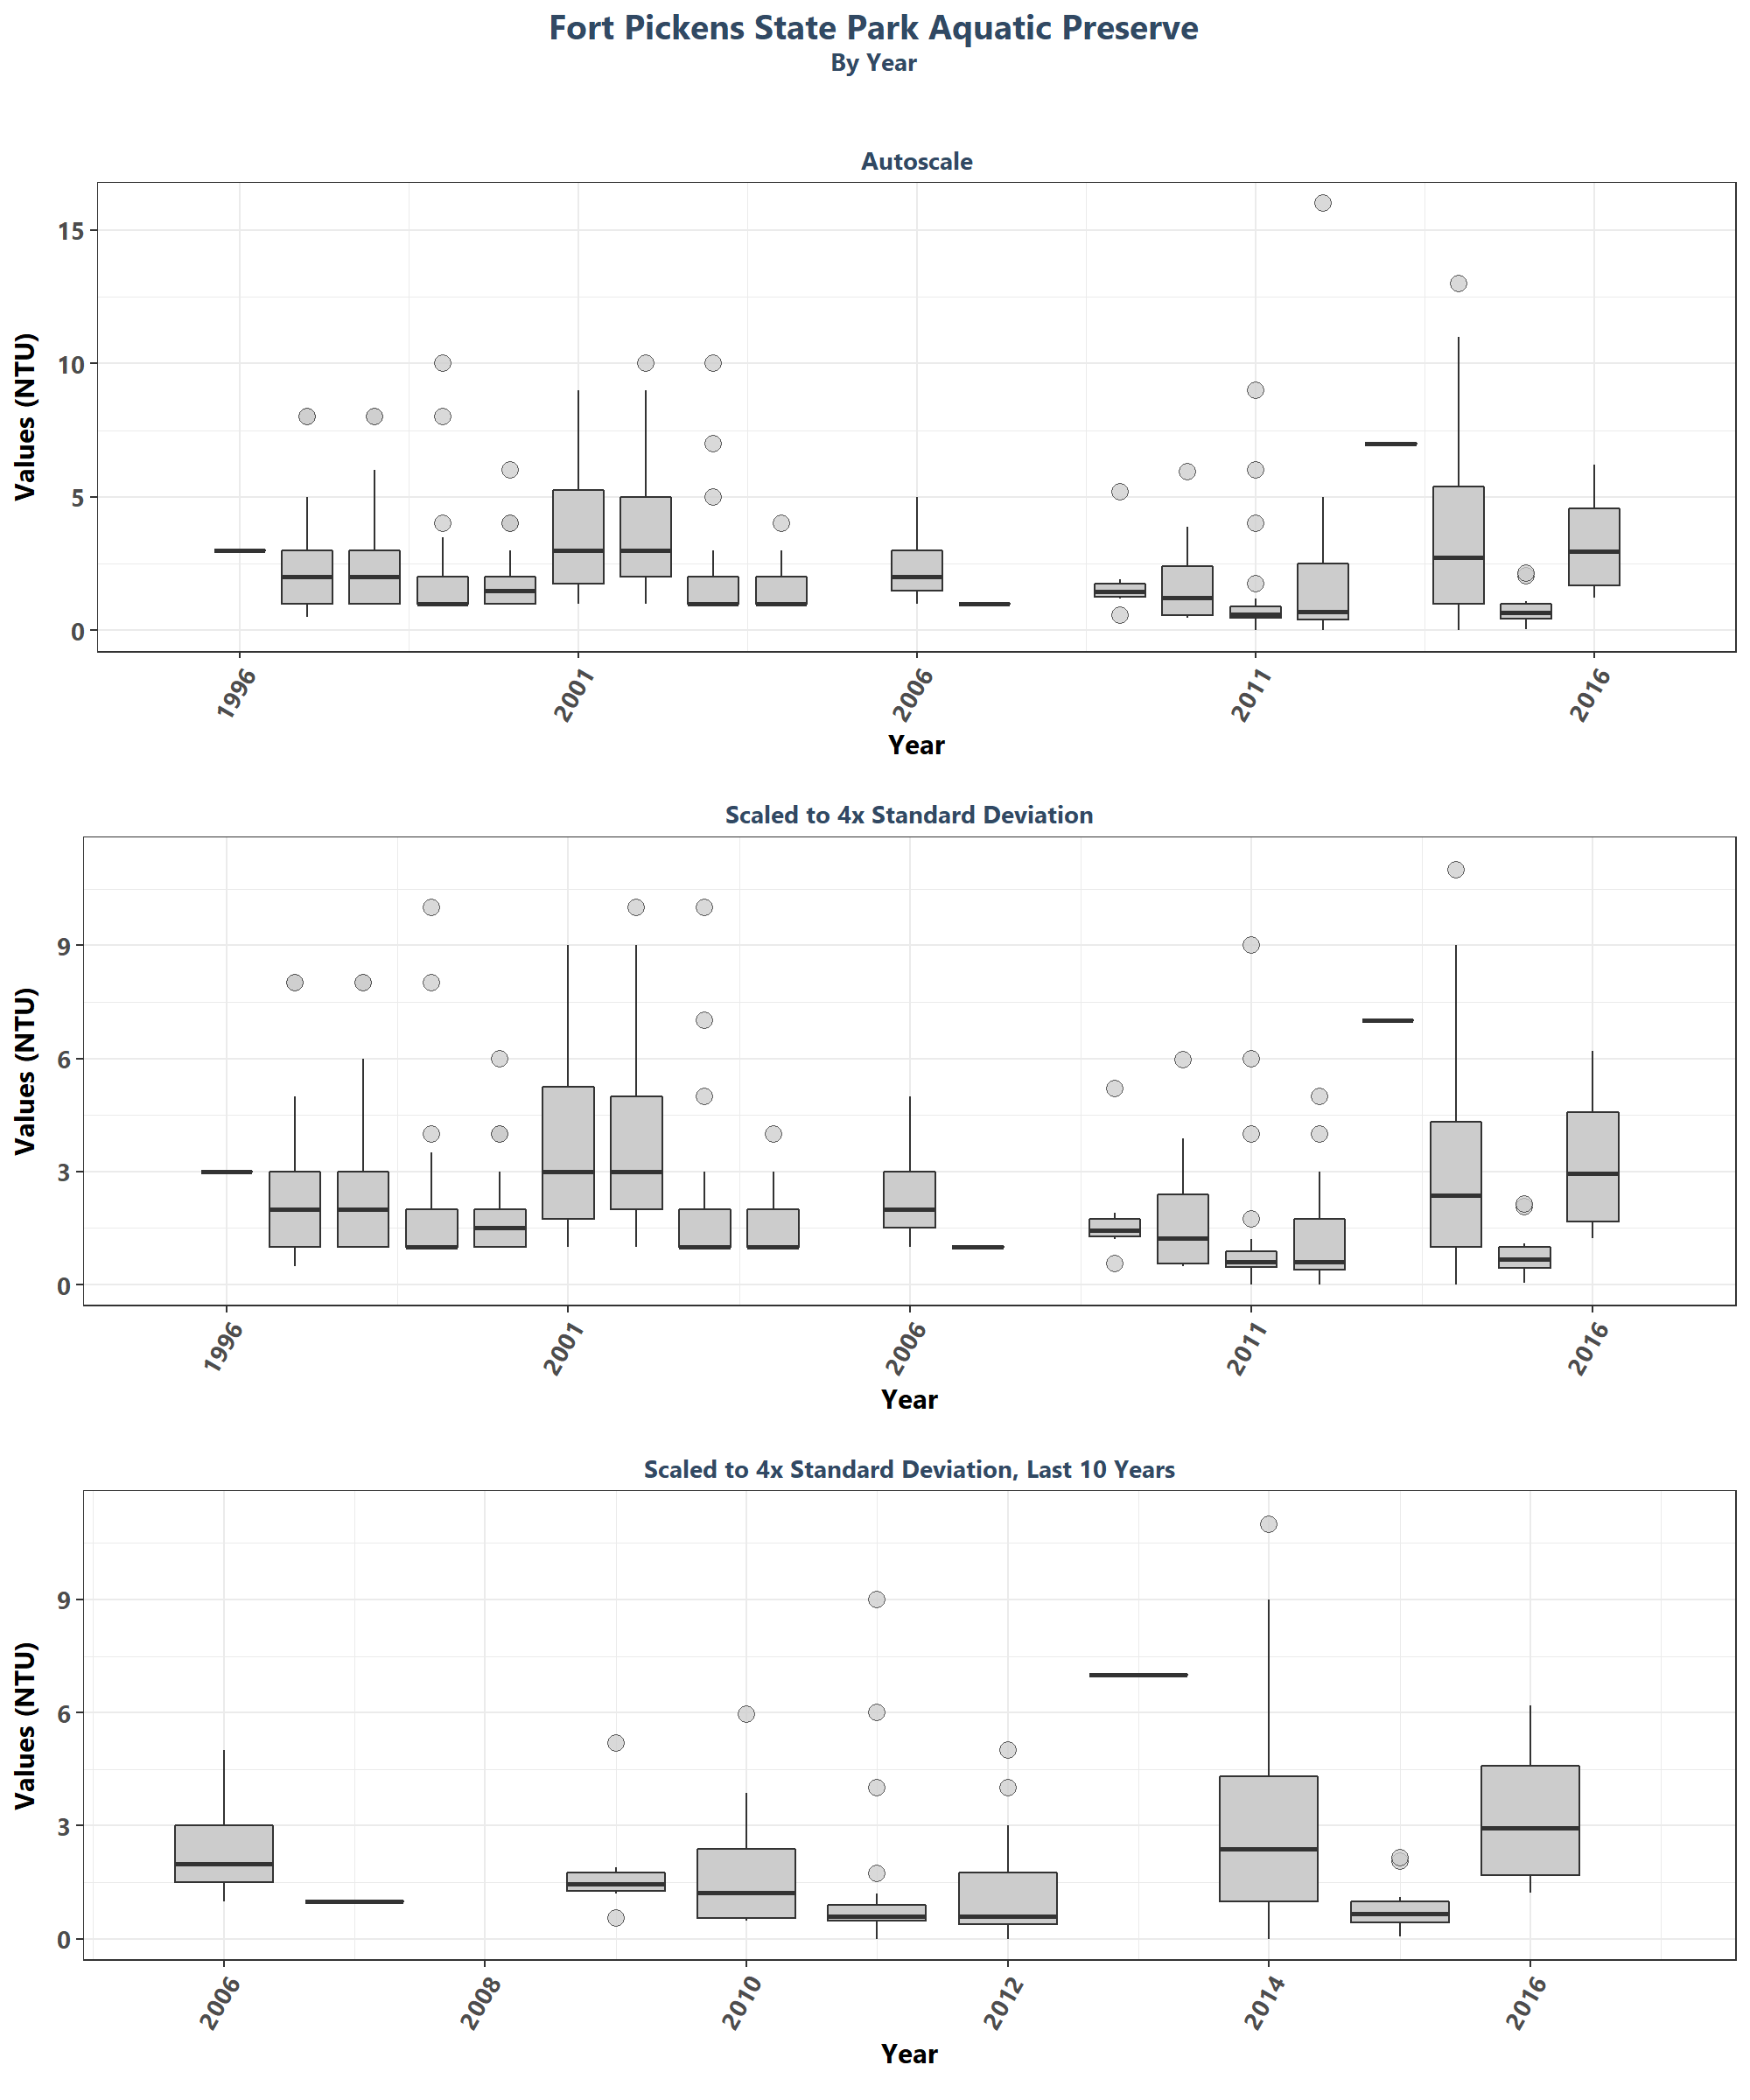 Fort Pickens State Park Aquatic Preserve
By Year
Autoscale
Values (NTU)
15
10
5
0
1996
2001
2006
2011
2016
Year
Scaled to 4x Standard Deviation
Values (NTU)
9
6
3
0
1996
2001
2006
2011
2016
Year
Scaled to 4x Standard Deviation, Last 10 Years
Values (NTU)
9
6
3
0
2006
2008
2010
2012
2014
2016
Year